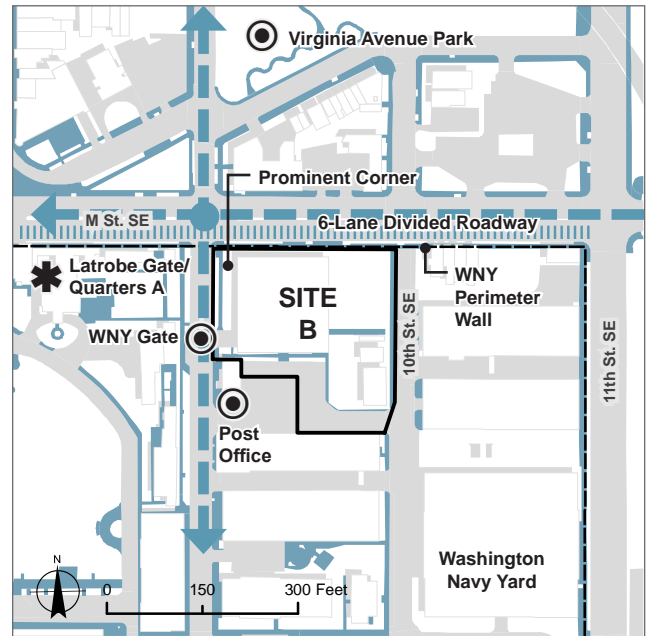 Virginia Avenue Park
Prominent Corner
M St. SE
6-Lane Divided Roadway
Latrobe Gate/
Quarters A
SITE
B
WNY
Perimeter
Wall
WNY Gate
10th St. SE
11th St. SE
Post
Office
Washington
Navy Yard
N
0
150
300 Feet